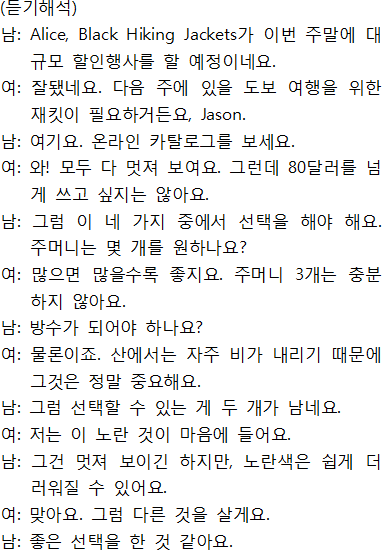 (듣기해석)
남: Alice, Black Hiking Jackets가 이번 주말에 대
규모 할인행사를 할 예정이네요.
여: 잘됐네요. 다음 주에 있을 도보 여행을 위한
재킷이 필요하거든요, Jason.
남: 여기요. 온라인 카탈로그를 보세요.
여: 와! 모두 다 멋져 보여요. 그런데 80달러를 넘
게 쓰고 싶지는 않아요.
남: 그럼 이 네 가지 중에서 선택을 해야 해요.
주머니는 몇 개를 원하나요?
여: 많으면 많을수록 좋지요. 주머니 3개는 충분
하지 않아요.
남: 방수가 되어야 하나요?
여: 물론이죠. 산에서는 자주 비가 내리기 때문에
그것은 정말 중요해요.
남: 그럼 선택할 수 있는 게 두 개가 남네요.
여: 저는 이 노란 것이 마음에 들어요.
남: 그건 멋져 보이긴 하지만, 노란색은 쉽게 더
러워질 수 있어요.
여: 맞아요. 그럼 다른 것을 살게요.
남: 좋은 선택을 한 것 같아요.